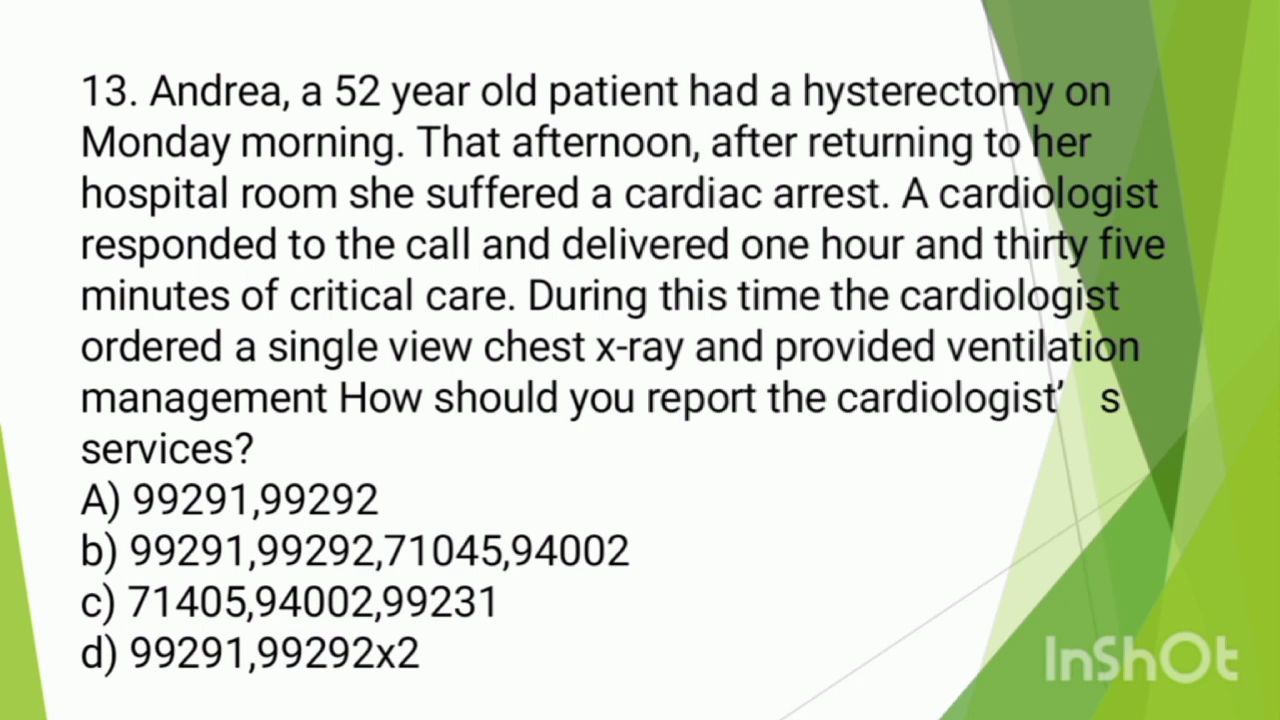 13. Andrea, a 52 year old patient had a hysterectomy on
Monday morning. That afternoon, after returning to her
hospital room she suffered a cardiac arrest. A cardiologist
responded to the call and delivered one hour and thirty five
minutes of critical care. During this time the cardiologist
ordered a single view chest x-ray and provided ventilation
management How should you report the cardiologist’ s
services?
A) 99291,99292
b) 99291,99292,71045,94002
c) 71405,94002,99231
d) 99291,99292x2
InShOt